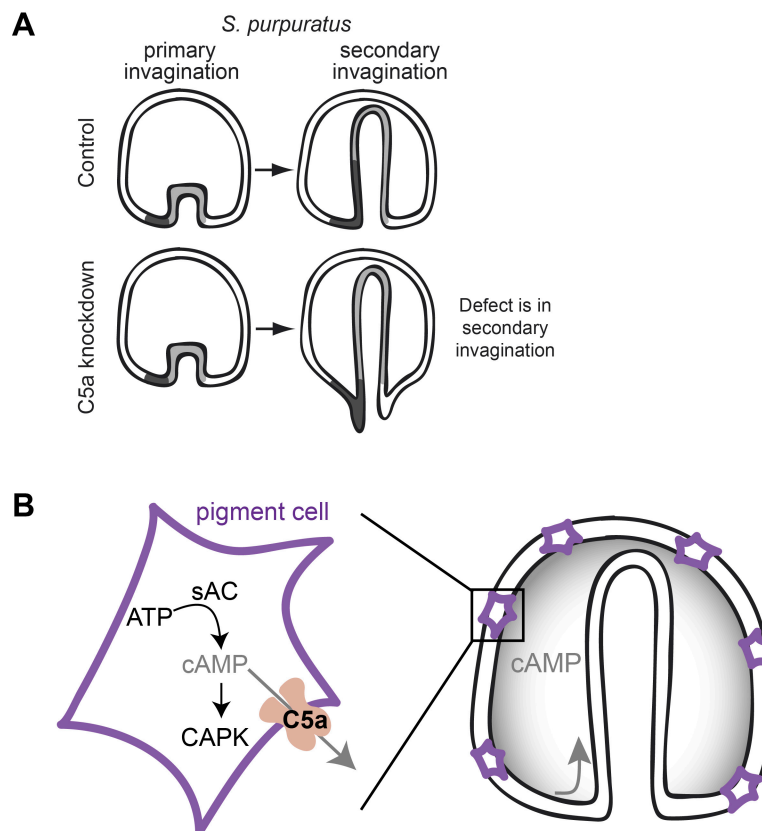 A
S. purpuratus
primary
invagination
secondary
invagination
Control
C5a knockdown
Defect is in
secondary
invagination
B
pigment cell
sAC
ATP
cAMP
C5a
CAPK
cAMP